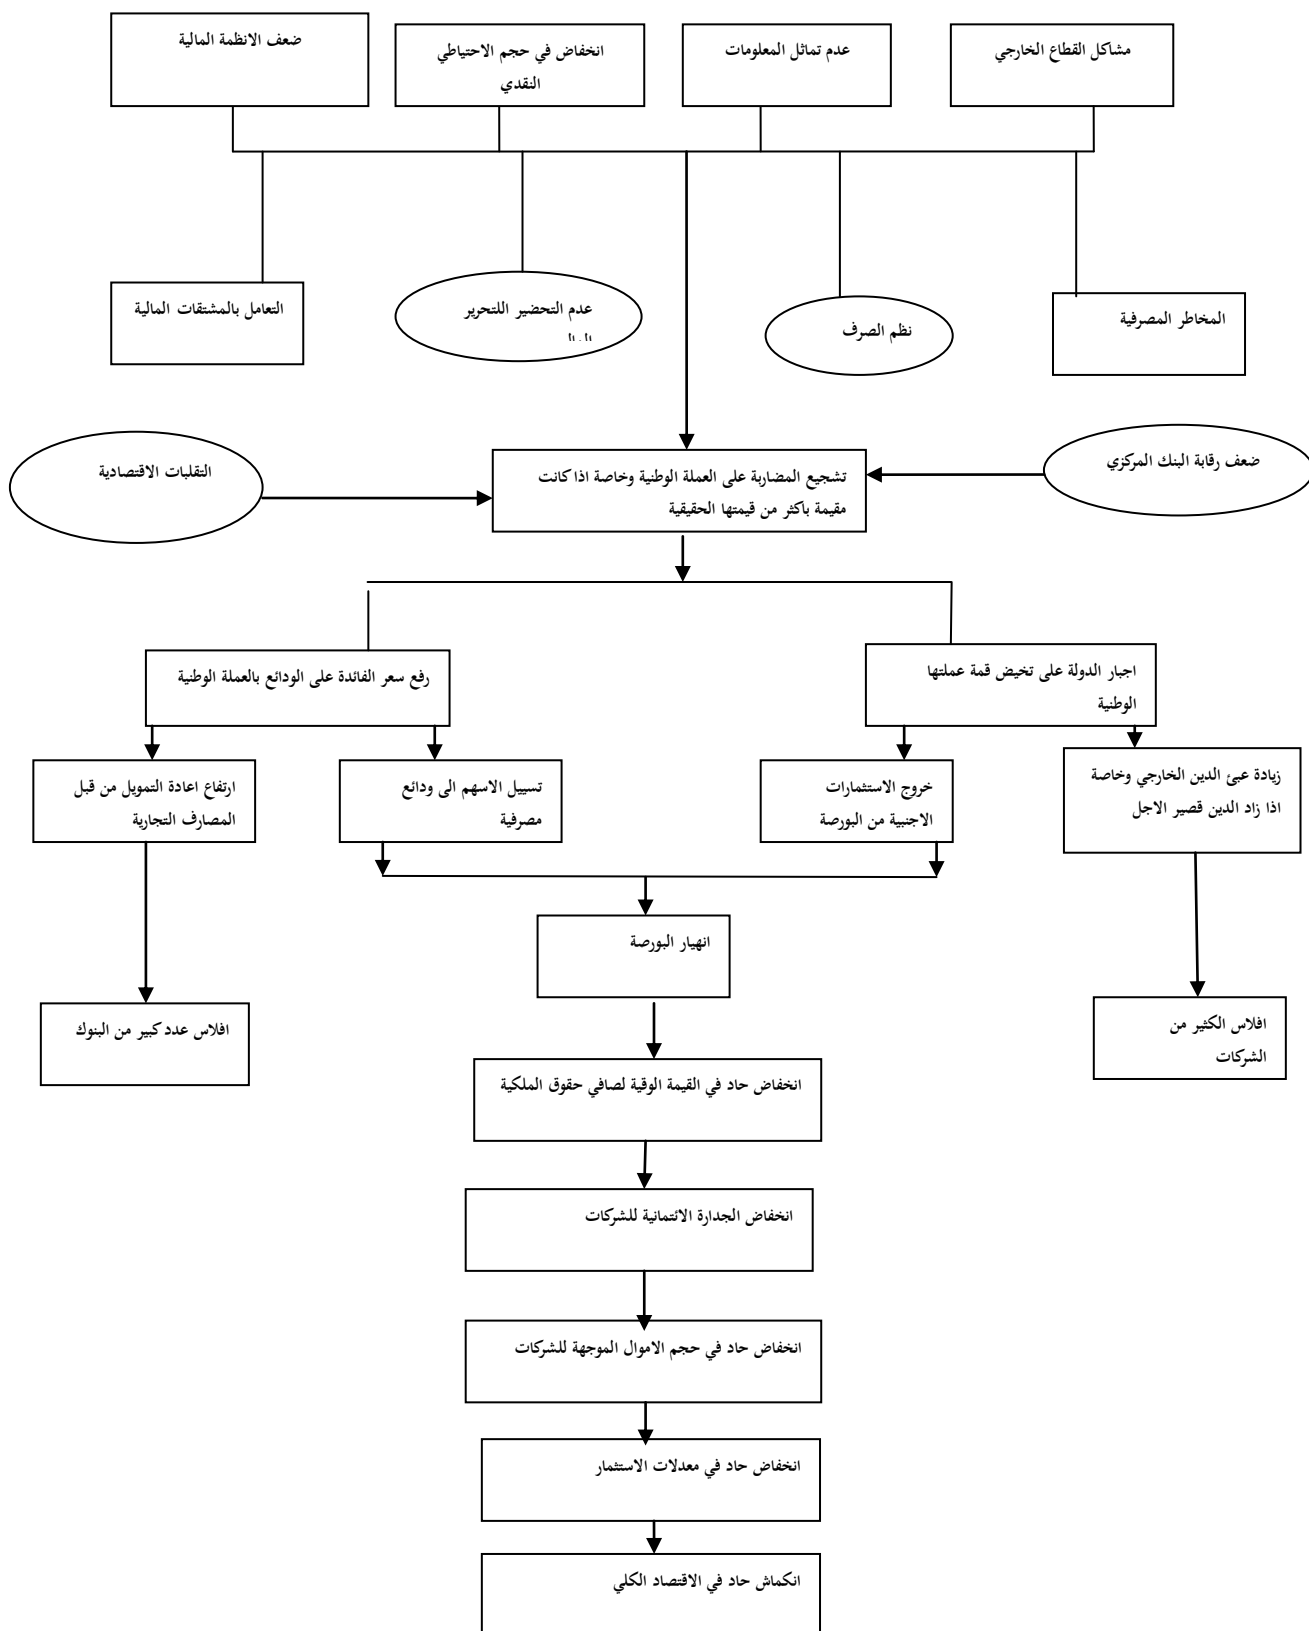 مشاكل القطاع الخارجي
عدم تماثل المعلومات
انخفاض في حجم الاحتياطي
النقدي
ضعف الانظمة المالية
المخاطر المصرفية
نظم الصرف
عدم التحضير اللتحرير
التعامل بالمشتقات المالية
ضعف رقابة البنك المركزي
تشجيع المضاربة على العملة الوطنية وخاصة اذا كانت
مقيمة باكثر من قيمتها الحقيقية
التقلبات الاقتصادية
اجبار الدولة على تخيض قمة عملتها
الوطنية
رفع سعر الفائدة على الودائع بالعملة الوطنية
زيادة عبئ الدين الخارجي وخاصة
اذا زاد الدين قصير الاجل
خروج الاستثمارات
الاجنبية من البورصة
تسييل الاسهم الى ودائع
مصرفية
ارتفاع اعادة التمويل من قبل
المصارف التجارية
انهيار البورصة
افلاس الكثير من
الشركات
افلاس عدد كبير من البنوك
انخفاض حاد في القيمة الوقية لصافي حقوق الملكية
انخفاض الجدارة الائتمانية للشركات
انخفاض حاد في حجم الاموال الموجهة للشركات
انخفاض حاد في معدلات الاستثمار
انكماش حاد في الاقتصاد الكلي